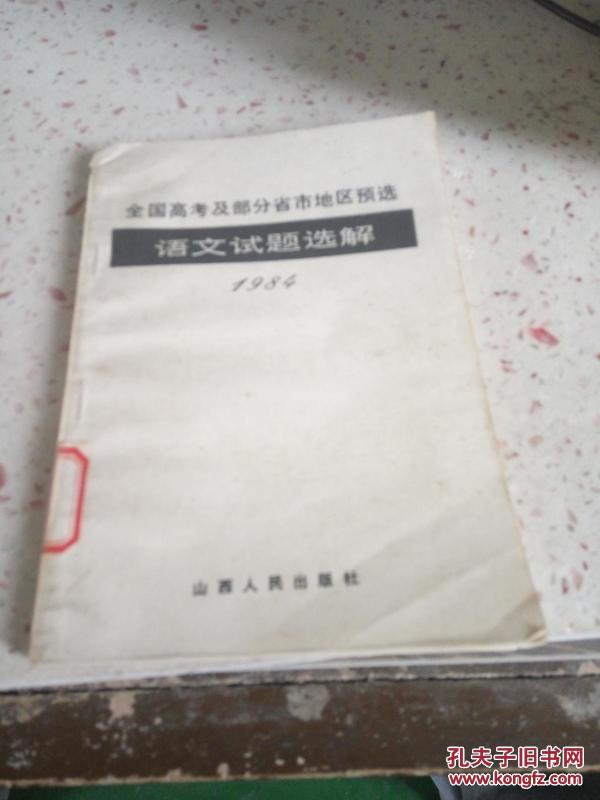 全国高考及部分省市地区预选
语文试题选解
1984
山西人民出版社
孔夫子旧书网
www.kongfz.com